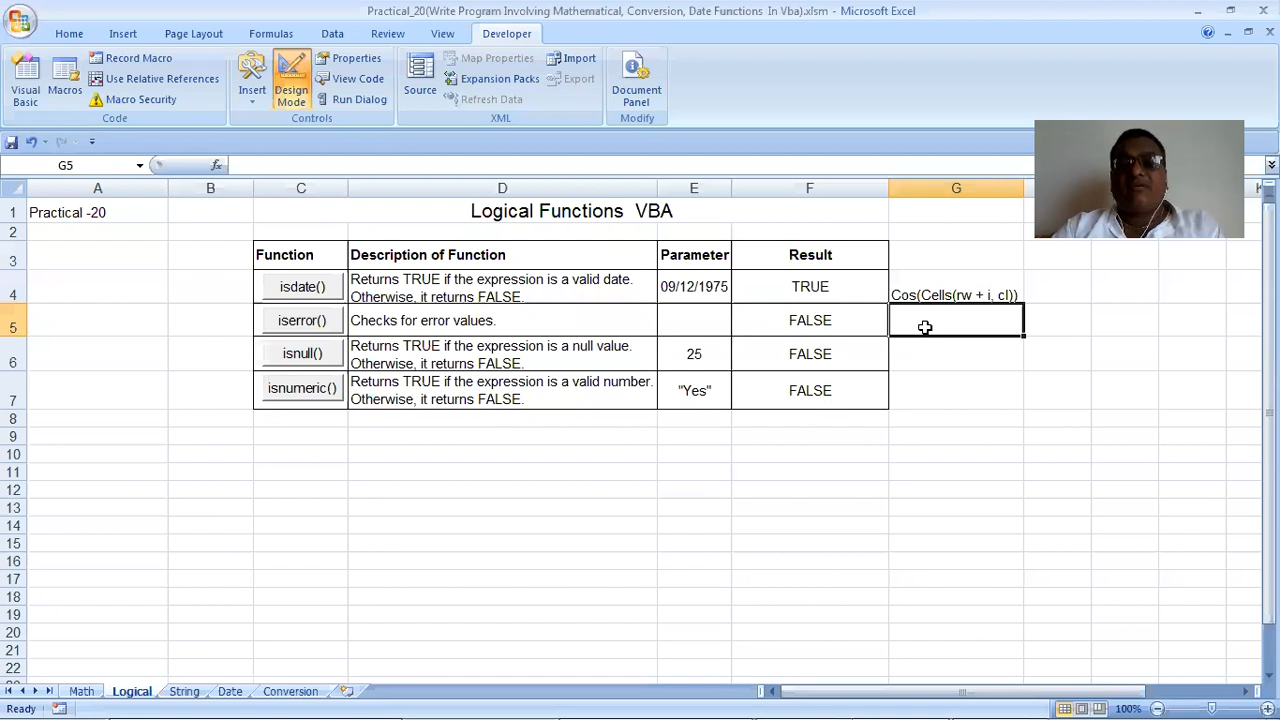 Practical_20(Write Program Involving Mathematical, Conversion, Date Functions In Vba).xlsm - Microsoft Excel
Home Insert Page Layout Formulas Data Review View Developer
Visual Basic
Macros
Record Macro
Use Relative References
Macro Security
Code
Insert
Design Mode
Properties
View Code
Run Dialog
Controls
Source
Map Properties
Expansion Packs
Refresh Data
Import
Export
XML
Document Panel
Modify
G5
fx
A B C D E F G K
1 Practical -20 Logical Functions VBA
2
3 Function Description of Function Parameter Result
4 isdate() Returns TRUE if the expression is a valid date. Otherwise, it returns FALSE. 09/12/1975 TRUE Cos(Cells(rw + i, cl))
5 iserror() Checks for error values. FALSE
6 isnull() Returns TRUE if the expression is a null value. Otherwise, it returns FALSE. 25 FALSE
7 isnumeric() Returns TRUE if the expression is a valid number. Otherwise, it returns FALSE. "Yes" FALSE
8
9
10
11
12
13
14
15
16
17
18
19
20
21
22
Math Logical String Date Conversion
Ready 100%